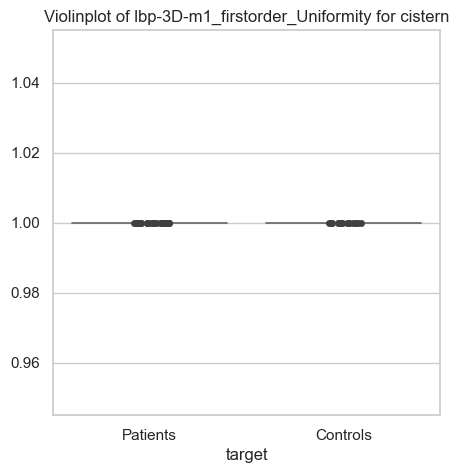 Violinplot of lbp-3D-m1_firstorder_Uniformity for cistern
1.04
1.02
1.00
0.98
0.96
Patients
Controls
target